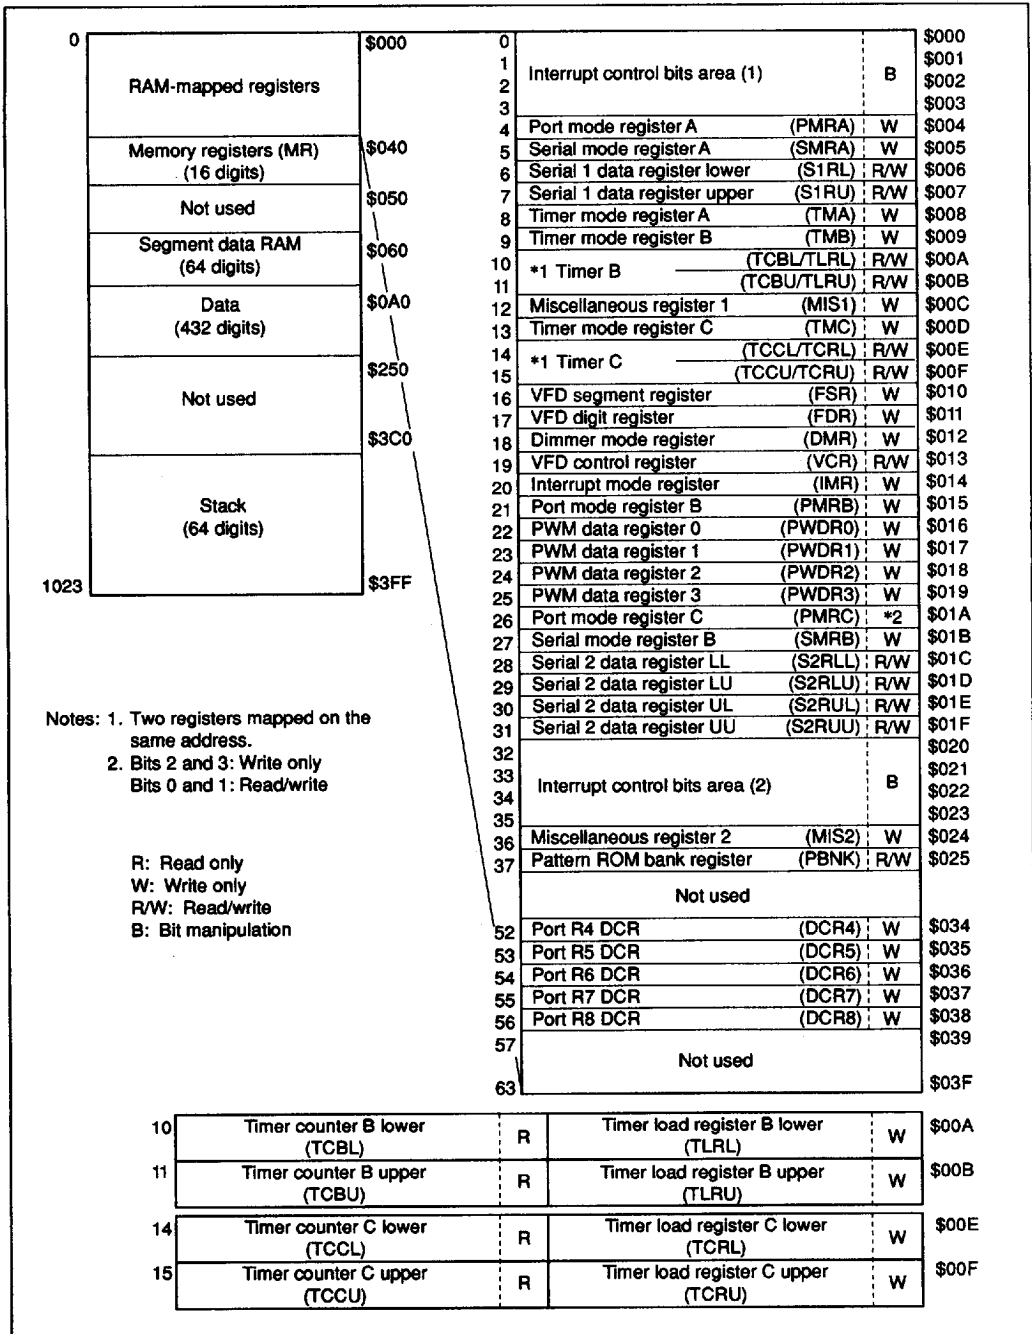 0 $000
RAM-mapped registers
$040
Memory registers (MR)
(16 digits)
$050
Not used
Segment data RAM
(64 digits)
$060
$0A0
Data
(432 digits)
$250
Not used
$3C0
Stack
(64 digits)
1023 $3FF
Notes: 1. Two registers mapped on the
same address.
2. Bits 2 and 3: Write only
Bits 0 and 1: Read/write
R: Read only
W: Write only
R/W: Read/write
B: Bit manipulation
0 $000
1 $001
Interrupt control bits area (1) B
2 $002
3 $003
4 Port mode register A (PMRA) W $004
5 Serial mode register A (SMRA) W $005
6 Serial 1 data register lower (S1RL) R/W $006
7 Serial 1 data register upper (S1RU) R/W $007
8 Timer mode register A (TMA) W $008
9 Timer mode register B (TMB) W $009
10 (TCBL/TLRL) R/W $00A
*1 Timer B
11 (TCBU/TLRU) R/W $00B
12 Miscellaneous register 1 (MIS1) W $00C
13 Timer mode register C (TMC) W $00D
14 (TCCL/TCRL) R/W $00E
*1 Timer C
15 (TCCU/TCRU) R/W $00F
16 VFD segment register (FSR) W $010
17 VFD digit register (FDR) W $011
18 Dimmer mode register (DMR) W $012
19 VFD control register (VCR) R/W $013
20 Interrupt mode register (IMR) W $014
21 Port mode register B (PMRB) W $015
22 PWM data register 0 (PWDR0) W $016
23 PWM data register 1 (PWDR1) W $017
24 PWM data register 2 (PWDR2) W $018
25 PWM data register 3 (PWDR3) W $019
26 Port mode register C (PMRC) *2 $01A
27 Serial mode register B (SMRB) W $01B
28 Serial 2 data register LL (S2RLL) R/W $01C
29 Serial 2 data register LU (S2RLU) R/W $01D
30 Serial 2 data register UL (S2RUL) R/W $01E
31 Serial 2 data register UU (S2RUU) R/W $01F
32 $020
33 $021
Interrupt control bits area (2) B
34 $022
35 $023
36 Miscellaneous register 2 (MIS2) W $024
37 Pattern ROM bank register (PBNK) R/W $025
Not used
52 Port R4 DCR (DCR4) W $034
53 Port R5 DCR (DCR5) W $035
54 Port R6 DCR (DCR6) W $036
55 Port R7 DCR (DCR7) W $037
56 Port R8 DCR (DCR8) W $038
57 $039
Not used
63 $03F
10 Timer counter B lower
(TCBL) R Timer load register B lower
(TLRL) W $00A
11 Timer counter B upper
(TCBU) R Timer load register B upper
(TLRU) W $00B
14 Timer counter C lower
(TCCL) R Timer load register C lower
(TCRL) W $00E
15 Timer counter C upper
(TCCU) R Timer load register C upper
(TCRU) W $00F